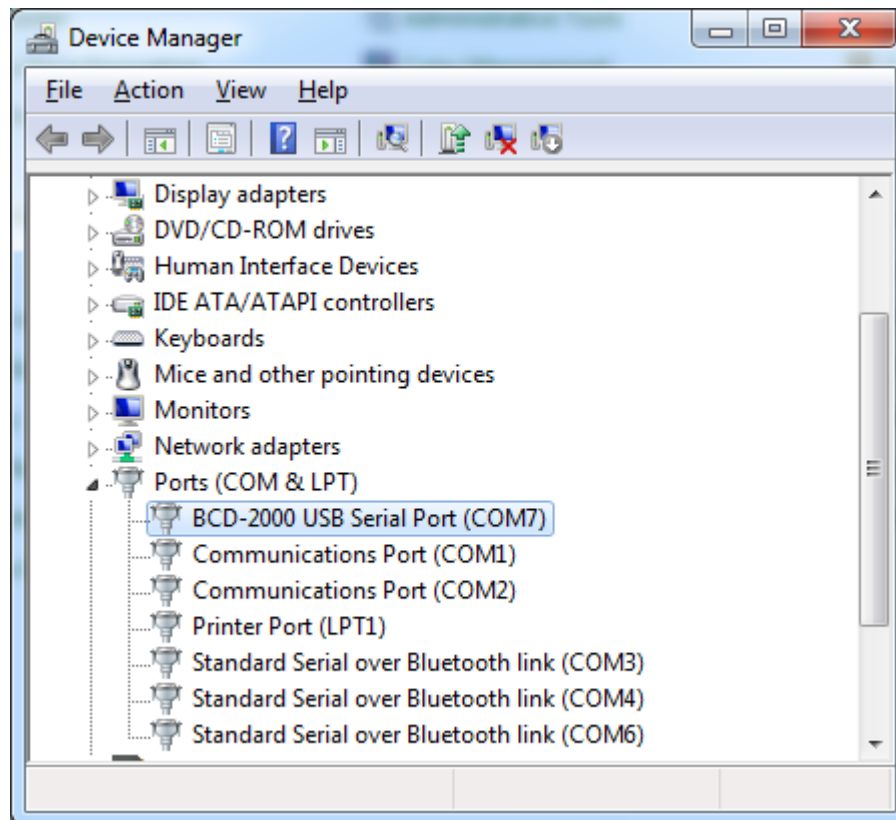 Device Manager
File Action View Help
Display adapters
DVD/CD-ROM drives
Human Interface Devices
IDE ATA/ATAPI controllers
Keyboards
Mice and other pointing devices
Monitors
Network adapters
Ports (COM & LPT)
BCD-2000 USB Serial Port (COM7)
Communications Port (COM1)
Communications Port (COM2)
Printer Port (LPT1)
Standard Serial over Bluetooth link (COM3)
Standard Serial over Bluetooth link (COM4)
Standard Serial over Bluetooth link (COM6)